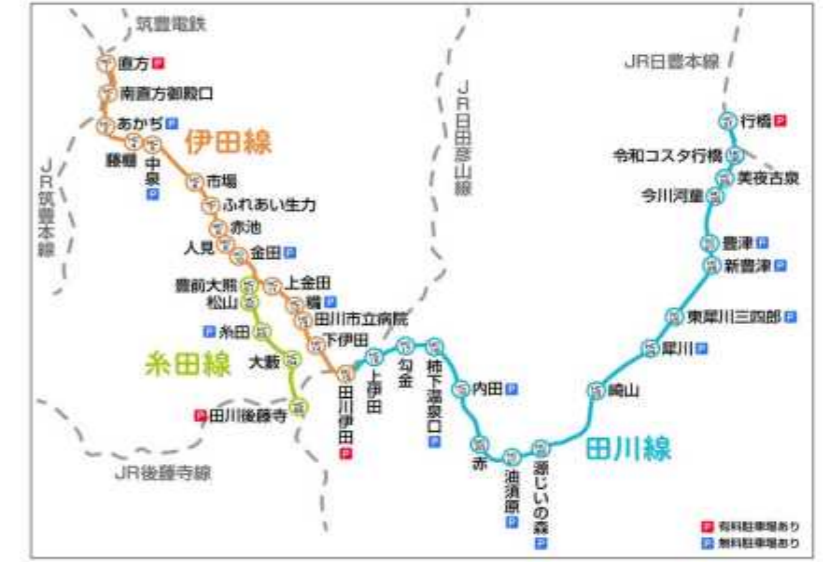 筑豊電鉄
直方 P
南直方御殿口
あかぢ P
伊田線
藤棚
中泉
P
JR筑豊本線
市場
ふれあい生力
赤池
人見
金田 P
豊前大熊
上金田
松山
糒 P
田川市立病院
P 糸田
下伊田
糸田線
大藪
P 田川後藤寺
JR後藤寺線
田川伊田
P
上伊田
勾金
柿下温泉口
P
JR日田彦山線
内田 P
赤
油須原
P
源じいの森
P
田川線
崎山
犀川 P
東犀川三四郎 P
新豊津 P
豊津 P
今川河童
美夜古泉
令和コスタ行橋
行橋 P
JR日豊本線
P 有料駐車場あり
P 無料駐車場あり